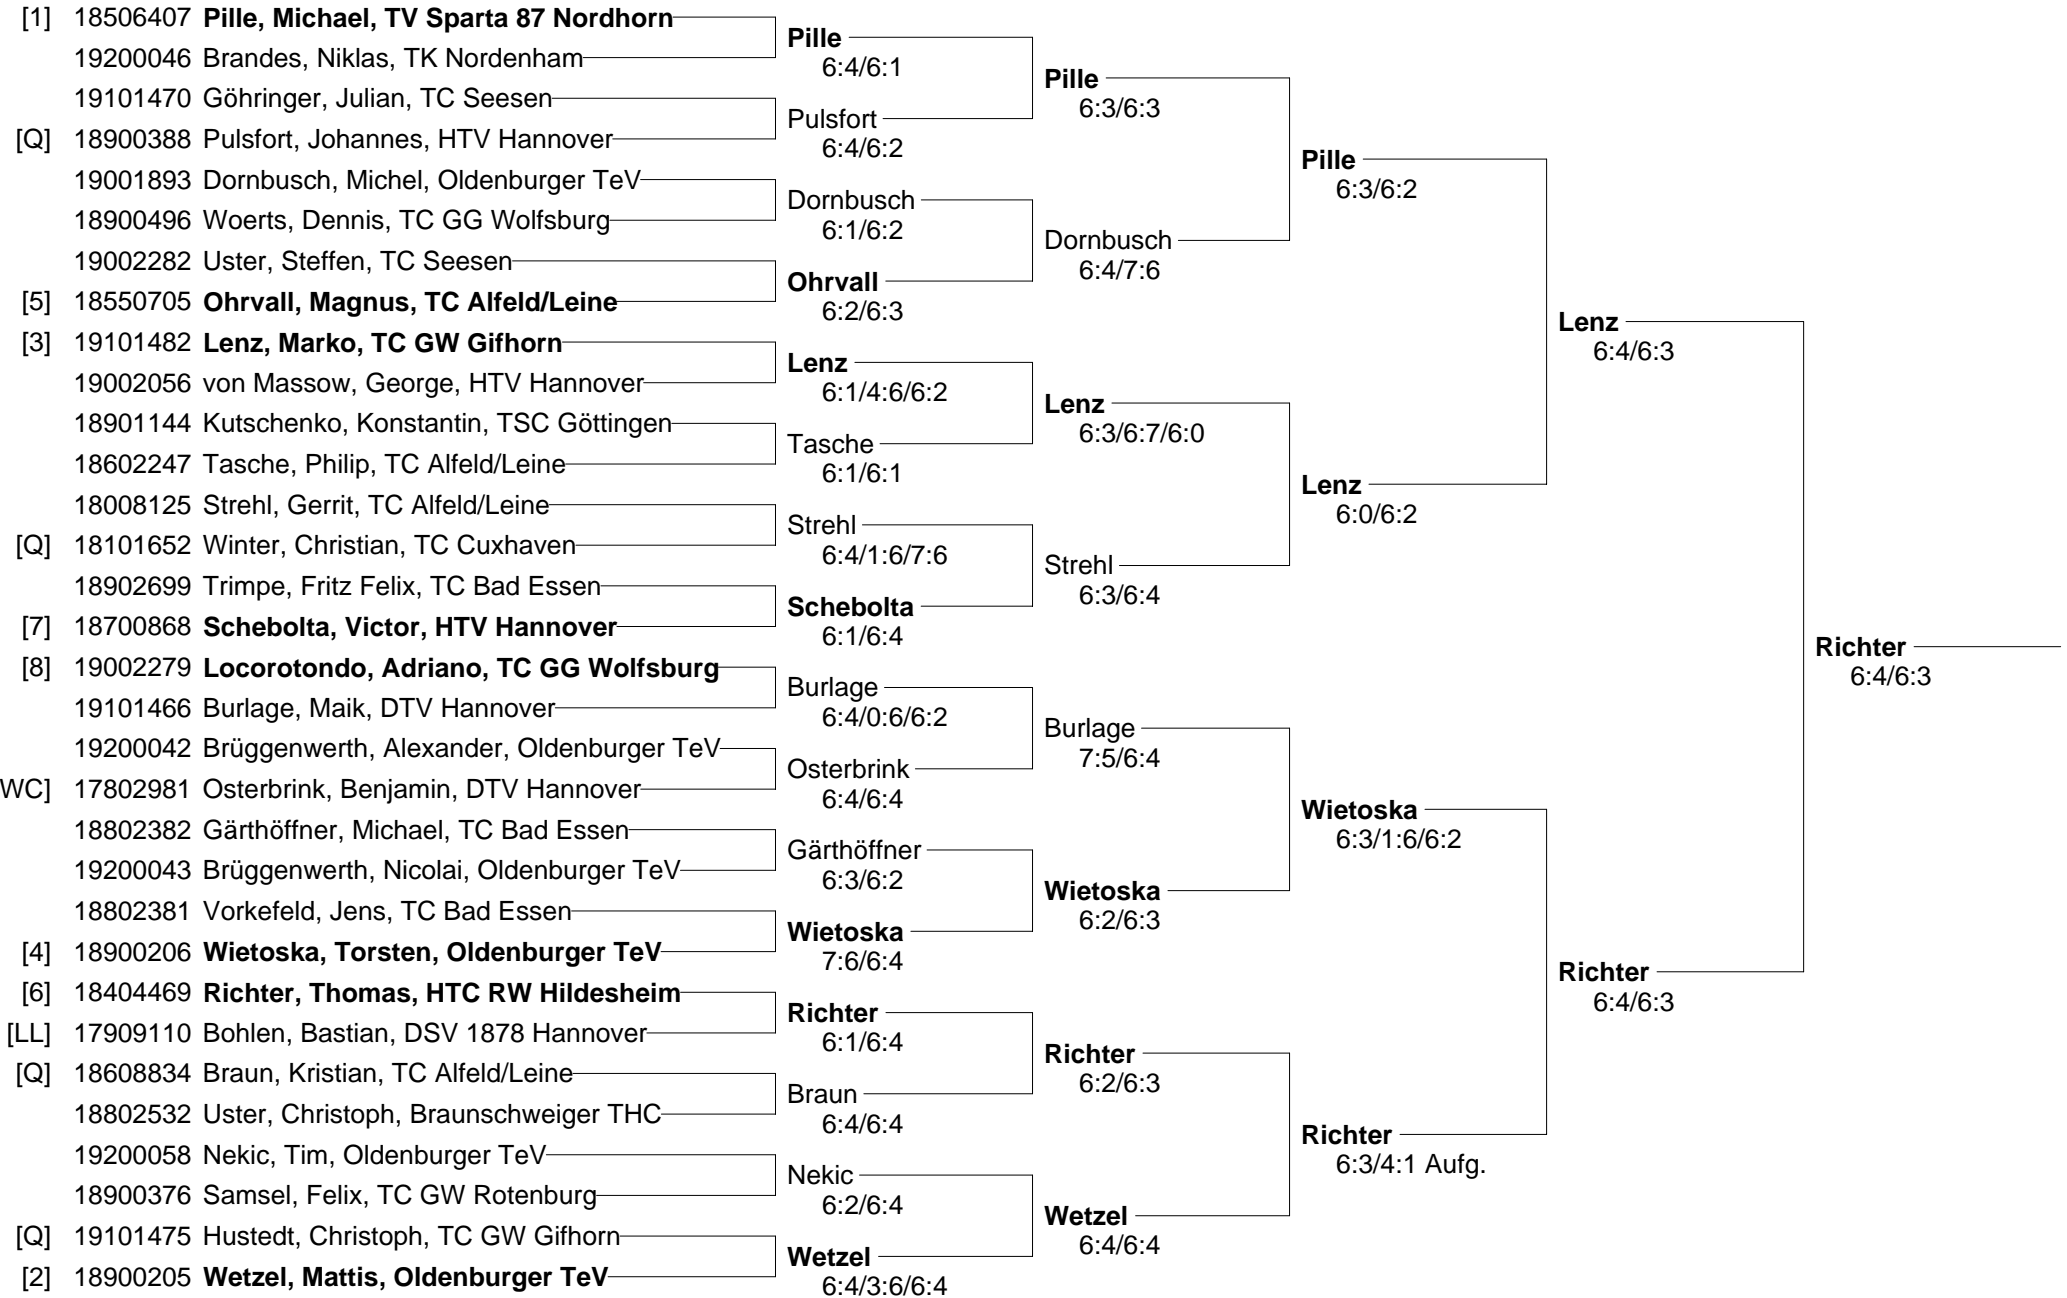 [1] 18506407 Pille, Michael, TV Sparta 87 Nordhorn
19200046 Brandes, Niklas, TK Nordenham
19101470 Göhringer, Julian, TC Seesen
[Q] 18900388 Pulsfort, Johannes, HTV Hannover
19001893 Dornbusch, Michel, Oldenburger TeV
18900496 Woerts, Dennis, TC GG Wolfsburg
19002282 Uster, Steffen, TC Seesen
[5] 18550705 Ohrvall, Magnus, TC Alfeld/Leine
[3] 19101482 Lenz, Marko, TC GW Gifhorn
19002056 von Massow, George, HTV Hannover
18901144 Kutschenko, Konstantin, TSC Göttingen
18602247 Tasche, Philip, TC Alfeld/Leine
18008125 Strehl, Gerrit, TC Alfeld/Leine
[Q] 18101652 Winter, Christian, TC Cuxhaven
18902699 Trimpe, Fritz Felix, TC Bad Essen
[7] 18700868 Schebolta, Victor, HTV Hannover
[8] 19002279 Locorotondo, Adriano, TC GG Wolfsburg
19101466 Burlage, Maik, DTV Hannover
19200042 Brüggenwerth, Alexander, Oldenburger TeV
WC] 17802981 Osterbrink, Benjamin, DTV Hannover
18802382 Gärthöffner, Michael, TC Bad Essen
19200043 Brüggenwerth, Nicolai, Oldenburger TeV
18802381 Vorkefeld, Jens, TC Bad Essen
[4] 18900206 Wietoska, Torsten, Oldenburger TeV
[6] 18404469 Richter, Thomas, HTC RW Hildesheim
[LL] 17909110 Bohlen, Bastian, DSV 1878 Hannover
[Q] 18608834 Braun, Kristian, TC Alfeld/Leine
18802532 Uster, Christoph, Braunschweiger THC
19200058 Nekic, Tim, Oldenburger TeV
18900376 Samsel, Felix, TC GW Rotenburg
[Q] 19101475 Hustedt, Christoph, TC GW Gifhorn
[2] 18900205 Wetzel, Mattis, Oldenburger TeV
Pille
6:4/6:1
Pulsfort
6:4/6:2
Dornbusch
6:1/6:2
Ohrvall
6:2/6:3
Lenz
6:1/4:6/6:2
Tasche
6:1/6:1
Strehl
6:4/1:6/7:6
Schebolta
6:1/6:4
Burlage
6:4/0:6/6:2
Osterbrink
6:4/6:4
Gärthöffner
6:3/6:2
Wietoska
7:6/6:4
Richter
6:1/6:4
Braun
6:4/6:4
Nekic
6:2/6:4
Wetzel
6:4/3:6/6:4
Pille
6:3/6:3
Dornbusch
6:4/7:6
Lenz
6:3/6:7/6:0
Strehl
6:3/6:4
Burlage
7:5/6:4
Wietoska
6:2/6:3
Richter
6:2/6:3
Wetzel
6:4/6:4
Pille
6:3/6:2
Lenz
6:0/6:2
Wietoska
6:3/1:6/6:2
Richter
6:3/4:1 Aufg.
Lenz
6:4/6:3
Richter
6:4/6:3
Richter
6:4/6:3